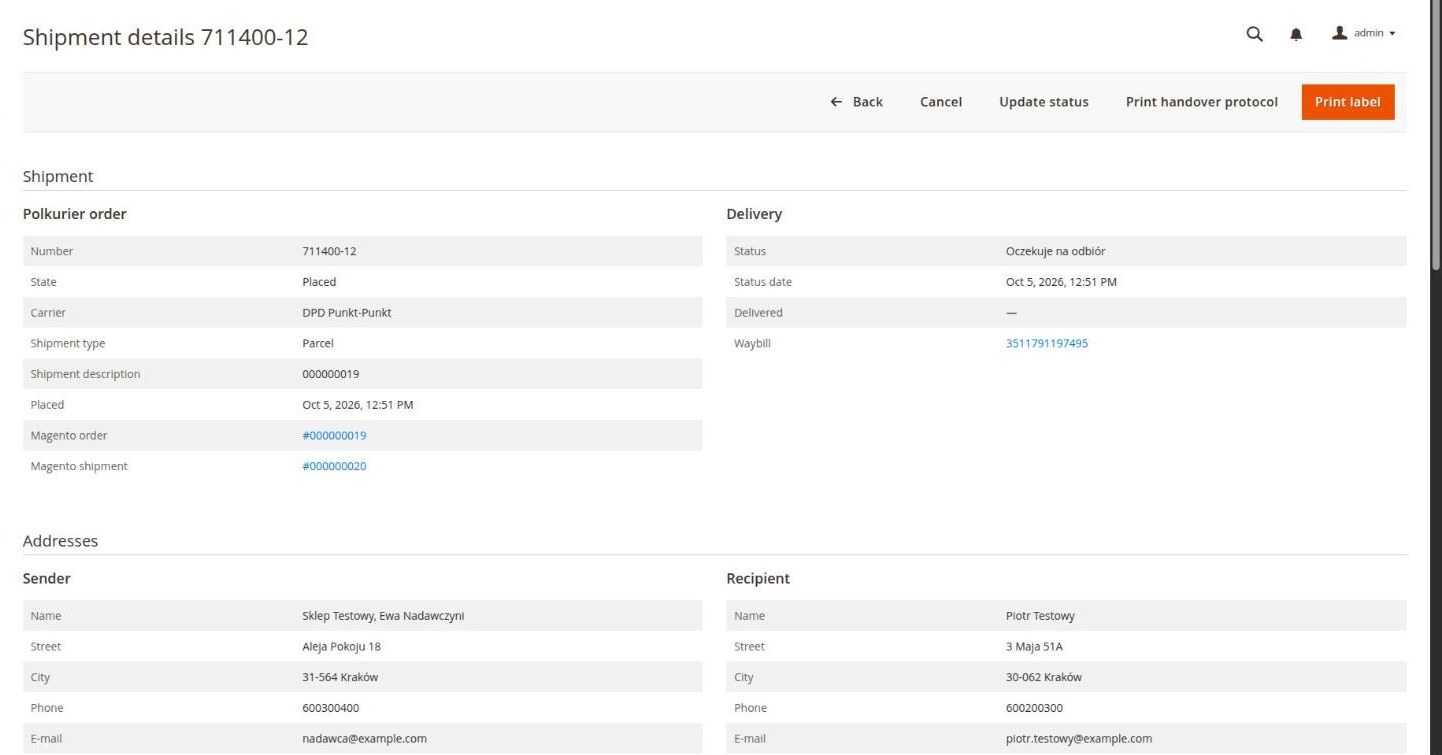 Shipment details 711400-12
admin
Back Cancel Update status Print handover protocol Print label
Shipment
Polkurier order
Number 711400-12
State Placed
Carrier DPD Punkt-Punkt
Shipment type Parcel
Shipment description 000000019
Placed Oct 5, 2026, 12:51 PM
Magento order #000000019
Magento shipment #000000020
Delivery
Status Oczekuje na odbiór
Status date Oct 5, 2026, 12:51 PM
Delivered —
Waybill 3511791197495
Addresses
Sender
Name Sklep Testowy, Ewa Nadawczyni
Street Aleja Pokoju 18
City 31-564 Kraków
Phone 600300400
E-mail nadawca@example.com
Recipient
Name Piotr Testowy
Street 3 Maja 51A
City 30-062 Kraków
Phone 600200300
E-mail piotr.testowy@example.com